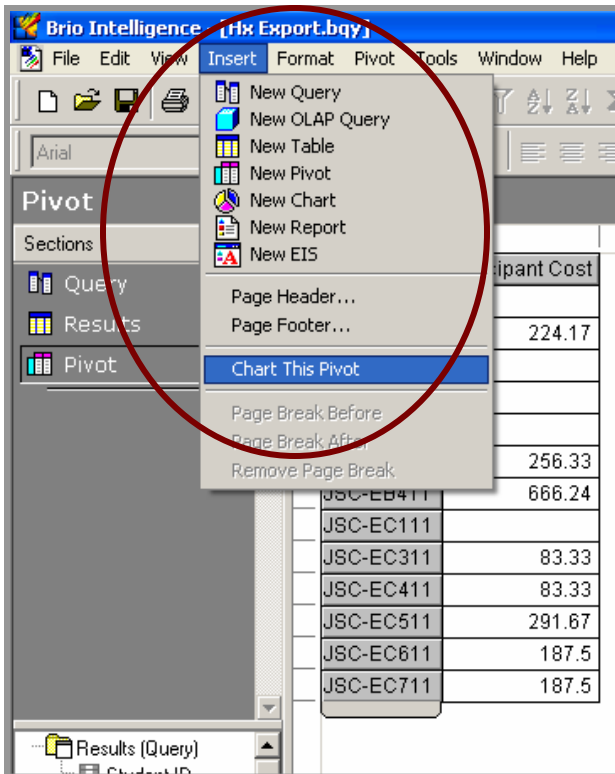 Brio Intelligence - [Hx Export.bqy]
File Edit View Insert Format Pivot Tools Window Help
New Query
New OLAP Query
New Table
New Pivot
New Chart
New Report
New EIS
Page Header...
Page Footer...
Chart This Pivot
Page Break Before
Page Break After
Remove Page Break
Arial
Pivot
Sections
Query
Results
Pivot
ipant Cost
224.17
256.33
JSC-EB411 666.24
JSC-EC111
JSC-EC311 83.33
JSC-EC411 83.33
JSC-EC511 291.67
JSC-EC611 187.5
JSC-EC711 187.5
Results (Query)
Student ID